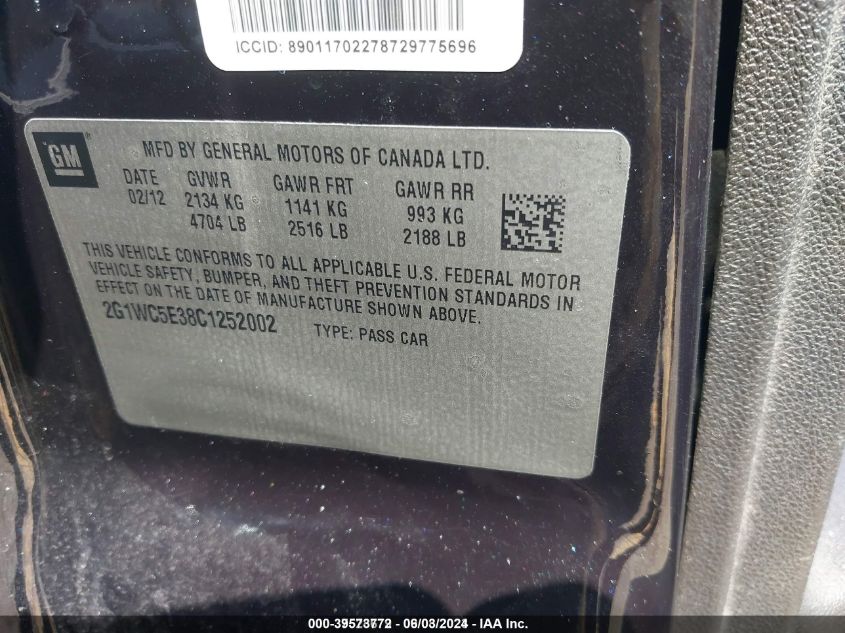 ICCID: 89011702278729775696
GM
MFD BY GENERAL MOTORS OF CANADA LTD.
DATE GVWR GAWR FRT GAWR RR
02/12 2134 KG 1141 KG 993 KG
4704 LB 2516 LB 2188 LB
THIS VEHICLE CONFORMS TO ALL APPLICABLE U.S. FEDERAL MOTOR
VEHICLE SAFETY, BUMPER, AND THEFT PREVENTION STANDARDS IN
EFFECT ON THE DATE OF MANUFACTURE SHOWN ABOVE.
2G1WC5E38C1252002 TYPE: PASS CAR
000-39573772 - 06/03/2024 - IAA Inc.